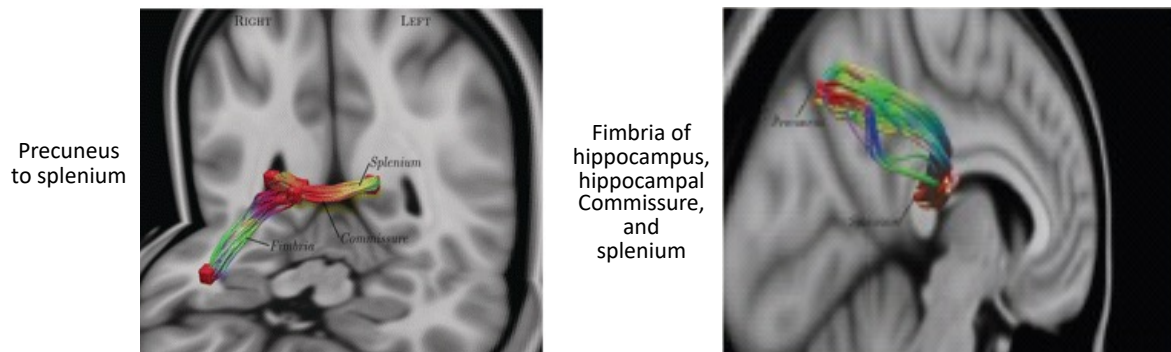 Precuneus
to splenium
RIGHT
LEFT
Splenium
Commissure
Fimbria
Fimbria of
hippocampus,
hippocampal
Commissure,
and
splenium
Precuneus